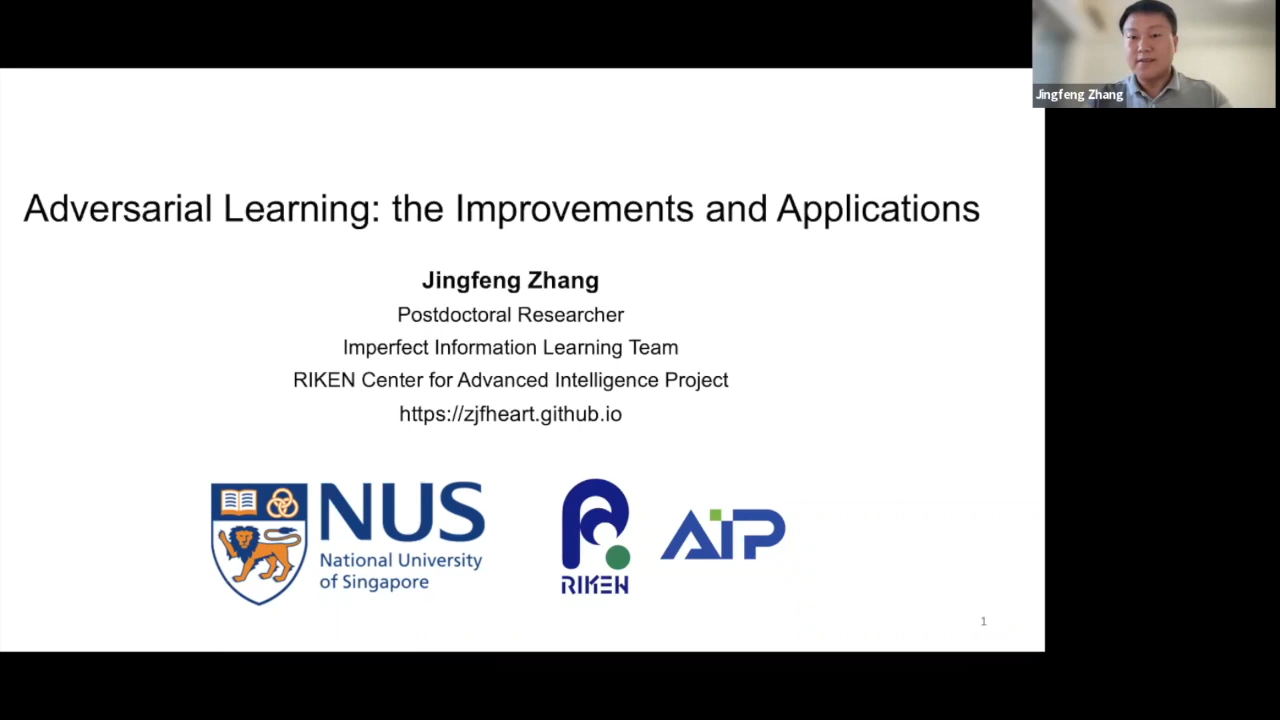 Jingfeng Zhang
Adversarial Learning: the Improvements and Applications
Jingfeng Zhang
Postdoctoral Researcher
Imperfect Information Learning Team
RIKEN Center for Advanced Intelligence Project
https://zjfheart.github.io
NUS
National University
of Singapore
RIKEN
AIP
1